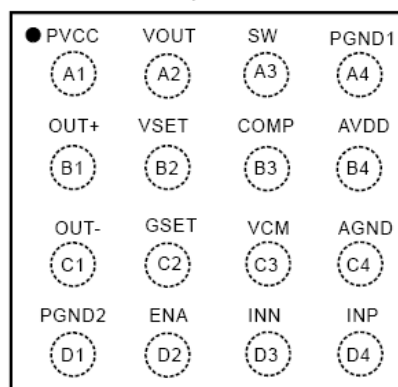 PVCC VOUT SW PGND1
A1 A2 A3 A4
OUT+ VSET COMP AVDD
B1 B2 B3 B4
OUT- GSET VCM AGND
C1 C2 C3 C4
PGND2 ENA INN INP
D1 D2 D3 D4